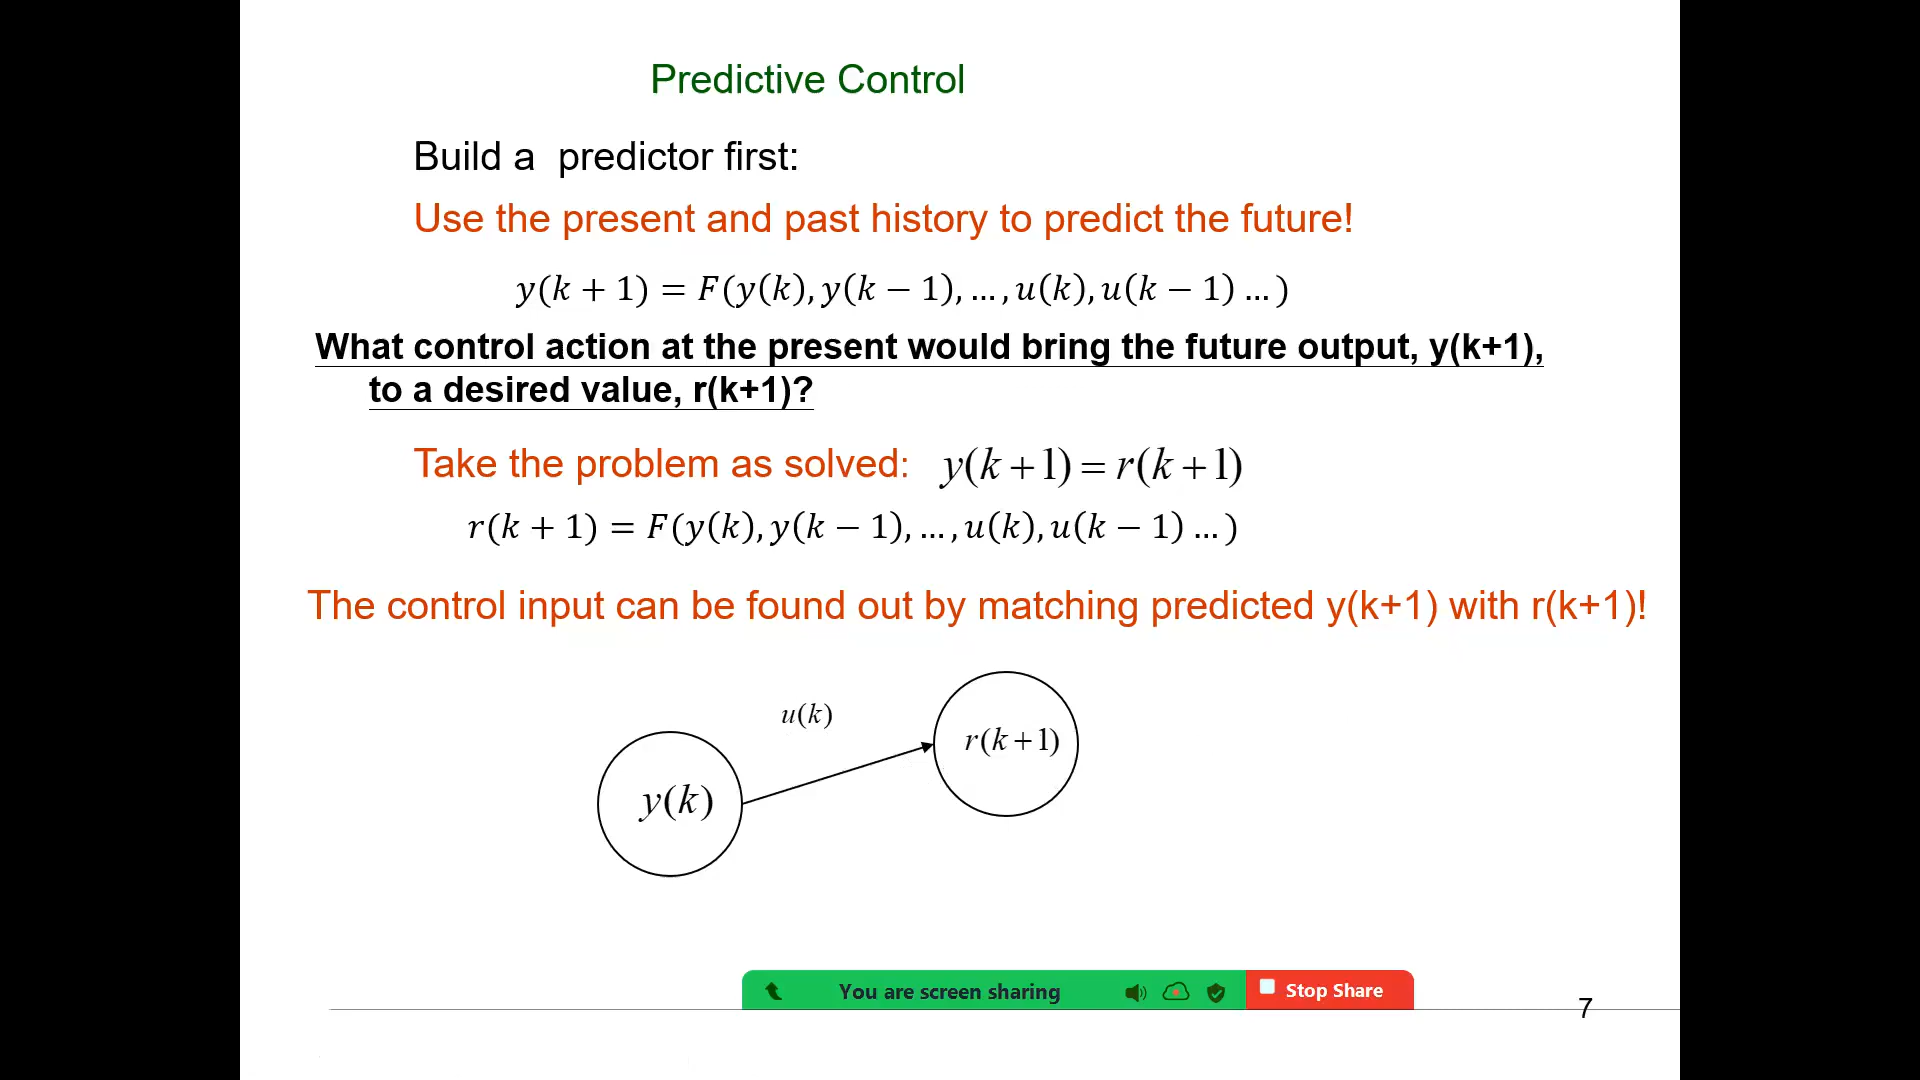 Predictive Control
Build a predictor first:
Use the present and past history to predict the future!
y(k + 1) = F(y(k), y(k − 1), … , u(k), u(k − 1) … )
What control action at the present would bring the future output, y(k+1),
to a desired value, r(k+1)?
Take the problem as solved: y(k +1) = r(k +1)
r(k + 1) = F(y(k), y(k − 1), … , u(k), u(k − 1) … )
The control input can be found out by matching predicted y(k+1) with r(k+1)!
u(k)
r(k +1)
y(k)
You are screen sharing
Stop Share
7